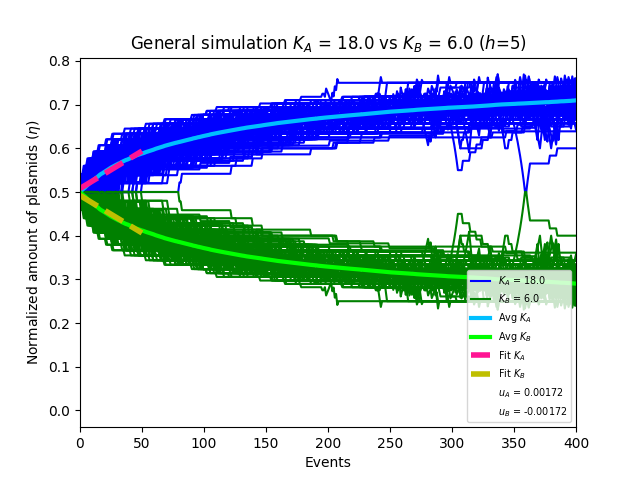 General simulation K_A = 18.0 vs K_B = 6.0 (h=5)
Normalized amount of plasmids (η)
0.8
0.7
0.6
0.5
0.4
0.3
0.2
0.1
0.0
K_A = 18.0
K_B = 6.0
Avg K_A
Avg K_B
Fit K_A
Fit K_B
u_A = 0.00172
u_B = -0.00172
0 50 100 150 200 250 300 350 400
Events